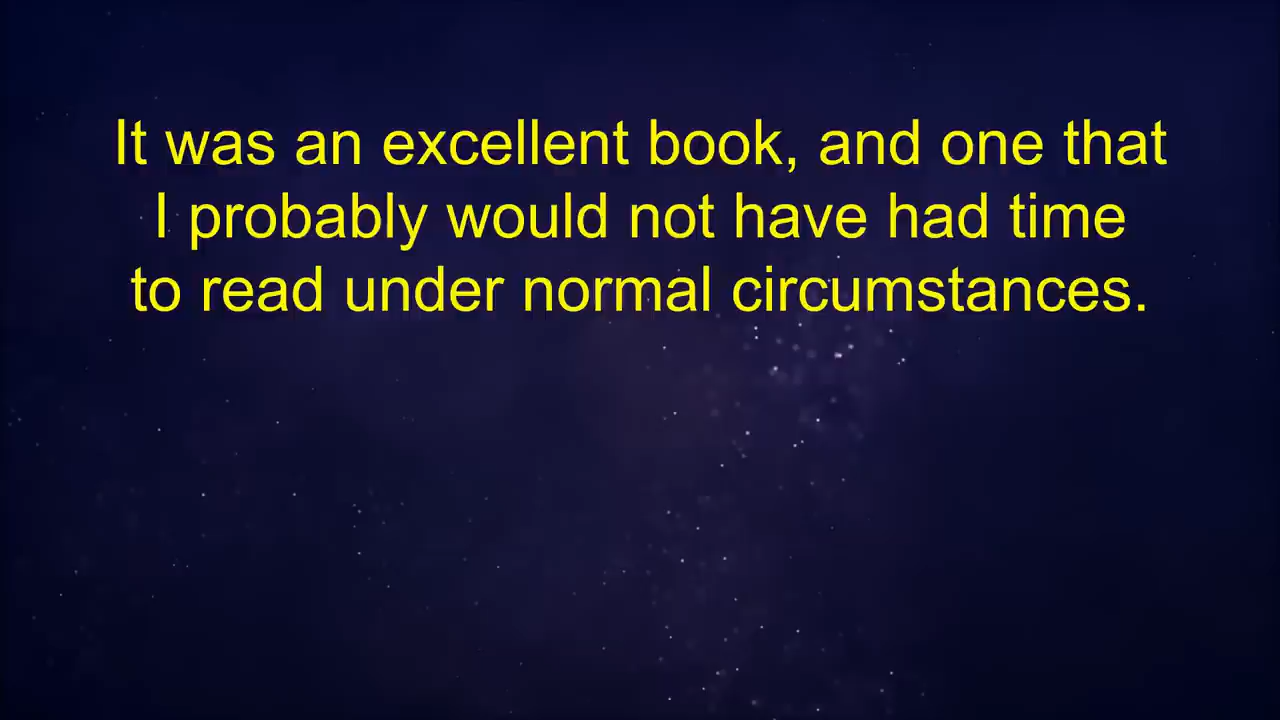 It was an excellent book, and one that
I probably would not have had time
to read under normal circumstances.